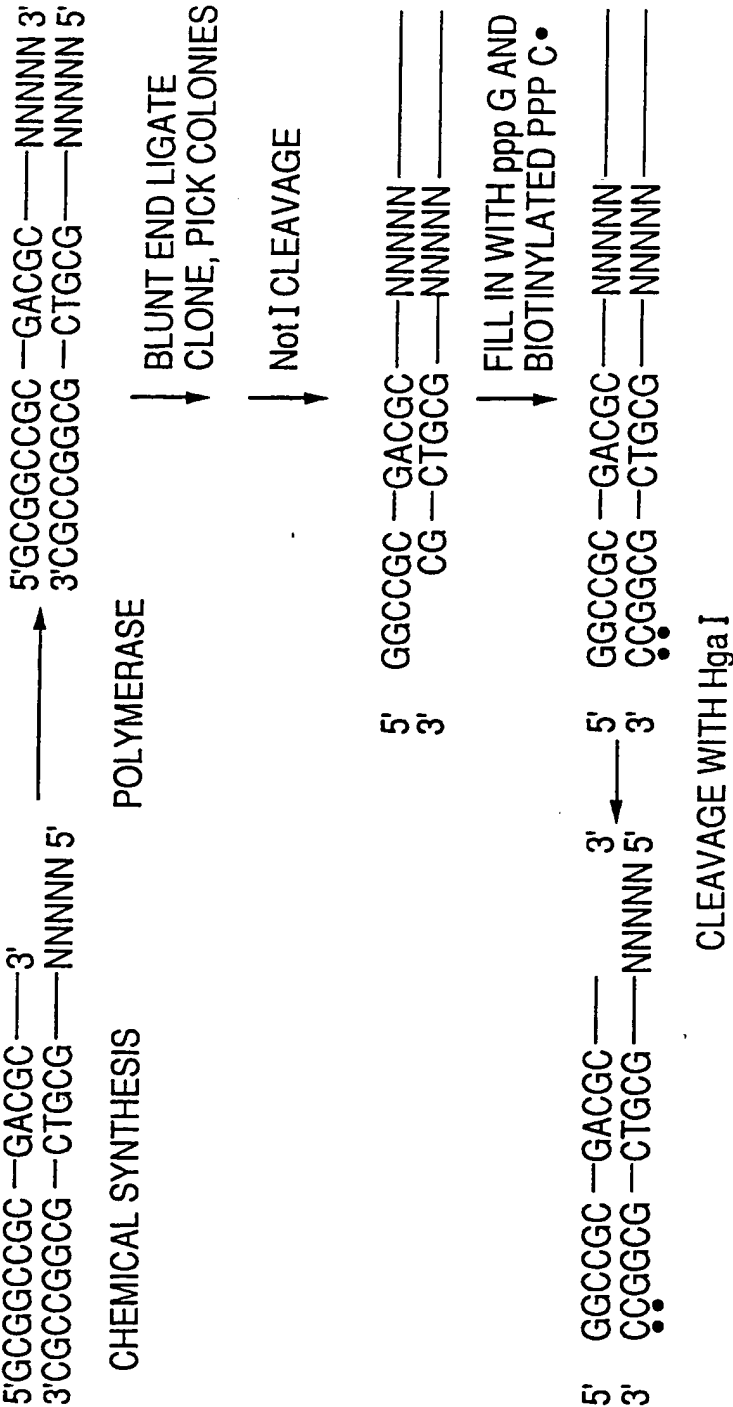 5'GCGGCCGC —GACGC ——3'
3'CGCCGGCG —CTGCG ——NNNNN 5'
CHEMICAL SYNTHESIS
POLYMERASE
5'GCGGCCGC —GACGC ——NNNNN 3'
3'CGCCGGCG —CTGCG ——NNNNN 5'
BLUNT END LIGATE
CLONE, PICK COLONIES
NotI CLEAVAGE
5' GGCCGC —GACGC ——NNNNN ——
3' CG —CTGCG ——NNNNN ——
FILL IN WITH ppp G AND
BIOTINYLATED PPP C•
5' GGCCGC —GACGC ——NNNNN ——
3' CCGGCG —CTGCG ——NNNNN ——
CLEAVAGE WITH HgaI
5' GGCCGC —GACGC —— 3'
3' CCGGCG —CTGCG ——NNNNN 5'